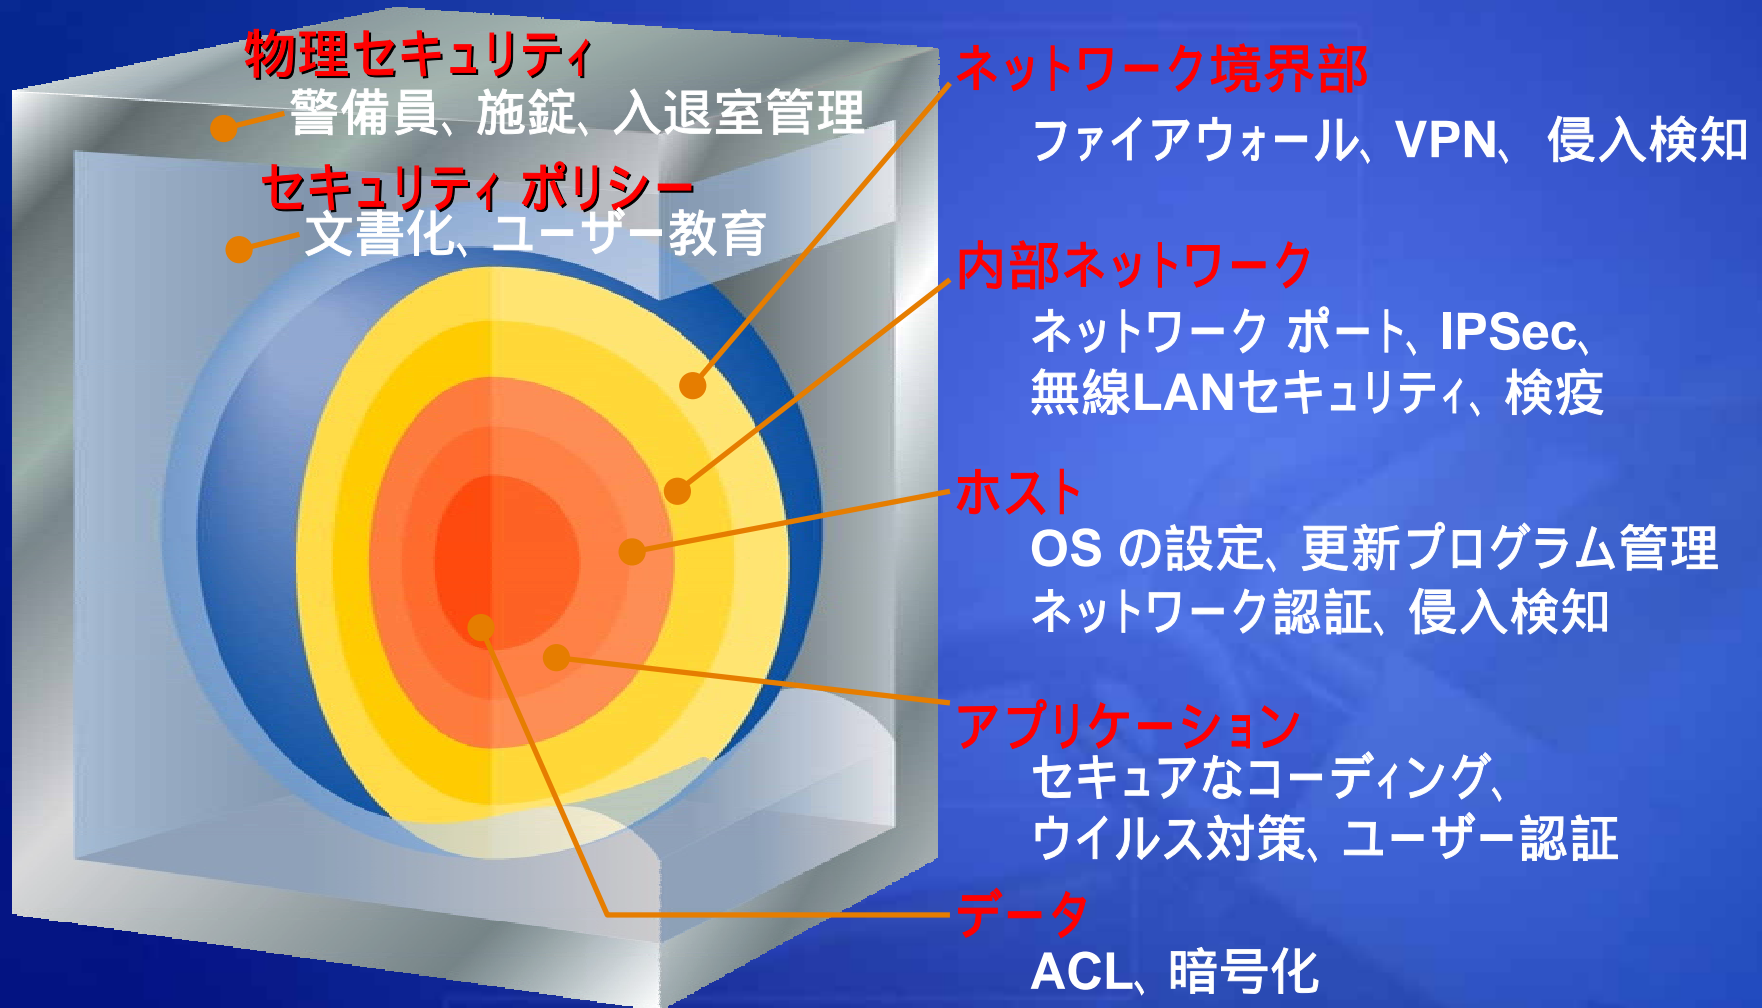 物理セキュリティ
警備員、施錠、入退室管理
セキュリティ ポリシー
文書化、ユーザー教育
ネットワーク境界部
ファイアウォール、VPN、 侵入検知
内部ネットワーク
ネットワーク ポート、IPSec、
無線LANセキュリティ、検疫
ホスト
OS の設定、更新プログラム管理
ネットワーク認証、侵入検知
アプリケーション
セキュアなコーディング、
ウイルス対策、ユーザー認証
データ
ACL、暗号化